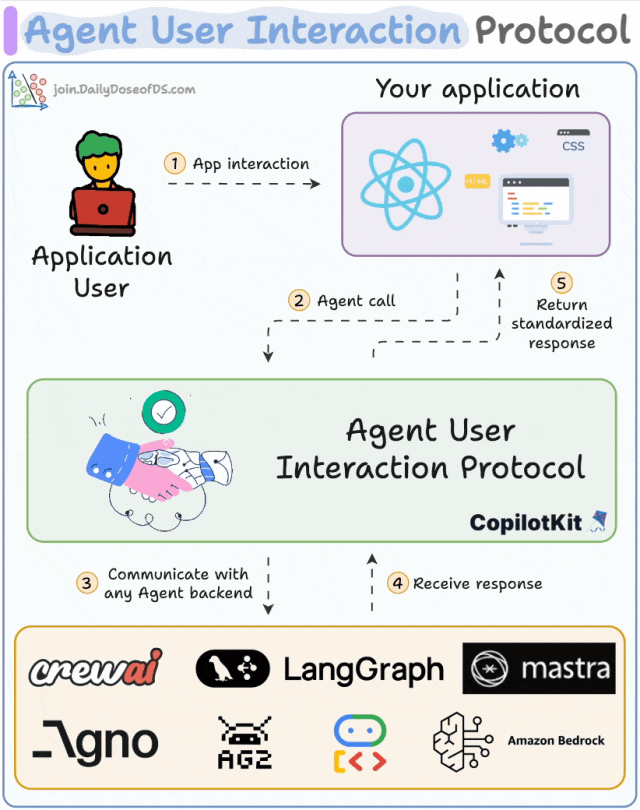 Agent User Interaction Protocol
join.DailyDoseofDS.com
Your application
1 App interaction
HTML
CSS
Application
User
2 Agent call
5
Return
standardized
response
Agent User
Interaction Protocol
CopilotKit
3 Communicate with
any Agent backend
4 Receive response
crewai
LangGraph
mastra
Agno
AG2
Amazon Bedrock